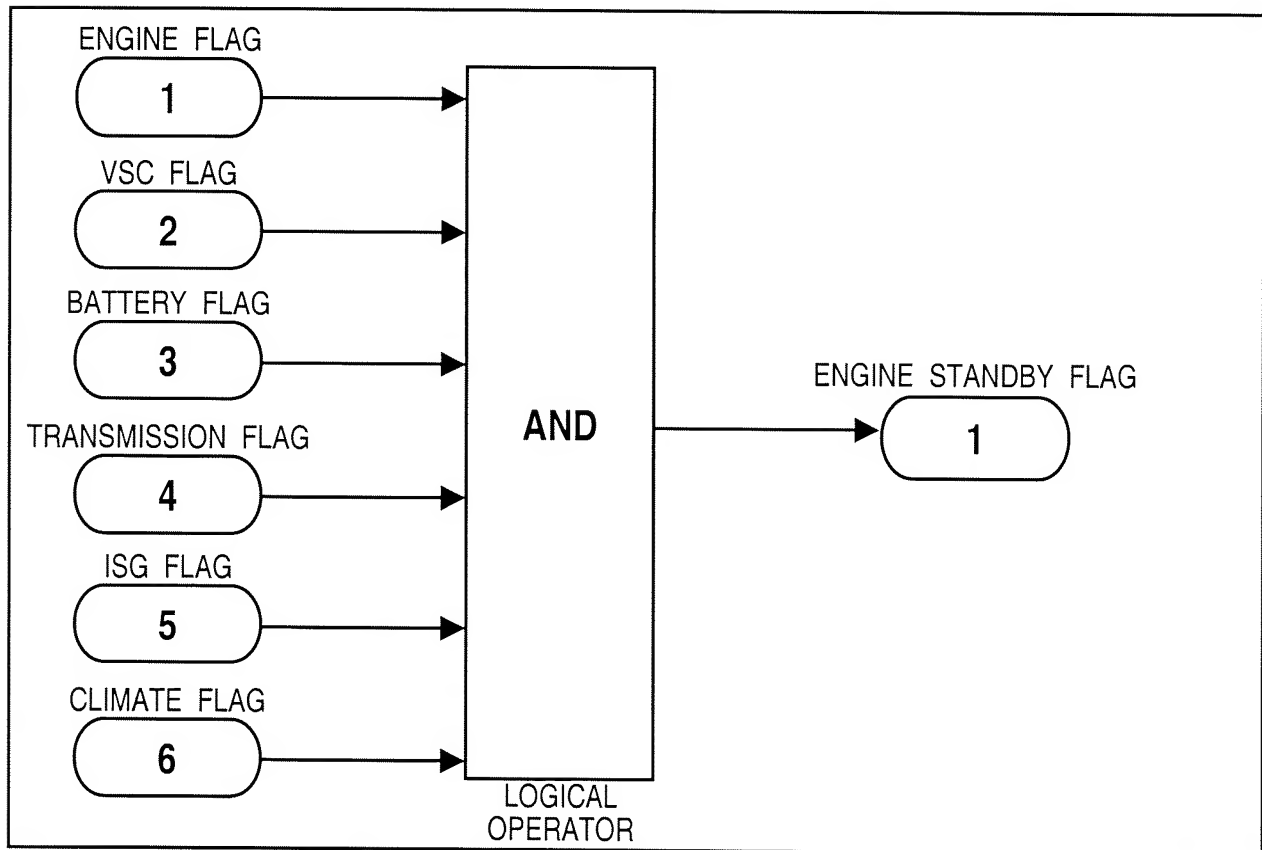 ENGINE FLAG
1
VSC FLAG
2
BATTERY FLAG
3
TRANSMISSION FLAG
4
ISG FLAG
5
CLIMATE FLAG
6
AND
LOGICAL
OPERATOR
ENGINE STANDBY FLAG
1